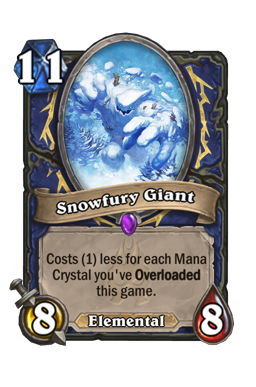 11
Snowfury Giant
Costs (1) less for each Mana
Crystal you've Overloaded
this game.
8 Elemental 8